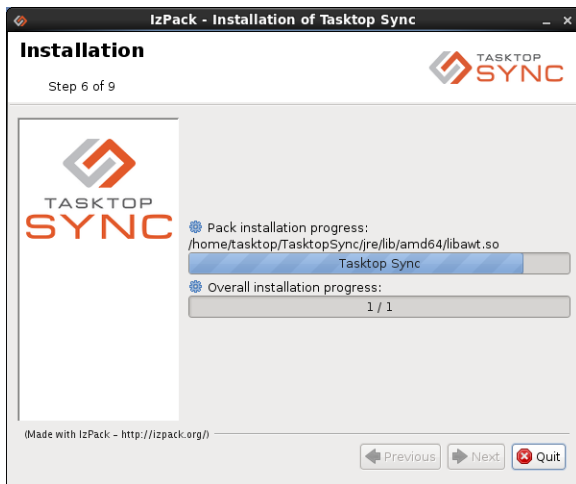 IzPack - Installation of Tasktop Sync
Installation
Step 6 of 9
TASKTOP
SYNC
TASKTOP
SYNC
Pack installation progress:
/home/tasktop/TasktopSync/jre/lib/amd64/libawt.so
Tasktop Sync
Overall installation progress:
1 / 1
(Made with IzPack - http://izpack.org/)
Previous
Next
Quit